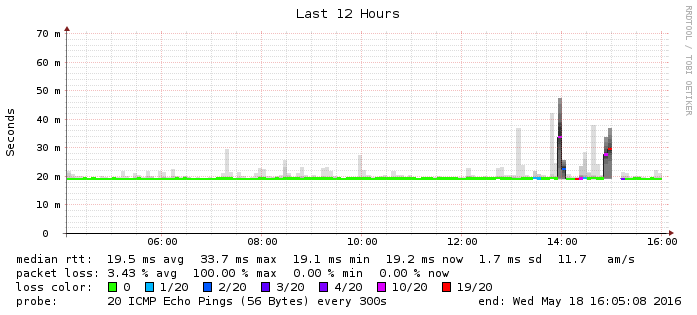 Last 12 Hours
RRDTOOL / TOBI OETIKER
Seconds
70 m
60 m
50 m
40 m
30 m
20 m
10 m
0
06:00 08:00 10:00 12:00 14:00 16:00
median rtt: 19.5 ms avg 33.7 ms max 19.1 ms min 19.2 ms now 1.7 ms sd 11.7 am/s
packet loss: 3.43 % avg 100.00 % max 0.00 % min 0.00 % now
loss color: 0 1/20 2/20 3/20 4/20 10/20 19/20
probe: 20 ICMP Echo Pings (56 Bytes) every 300s end: Wed May 18 16:05:08 2016